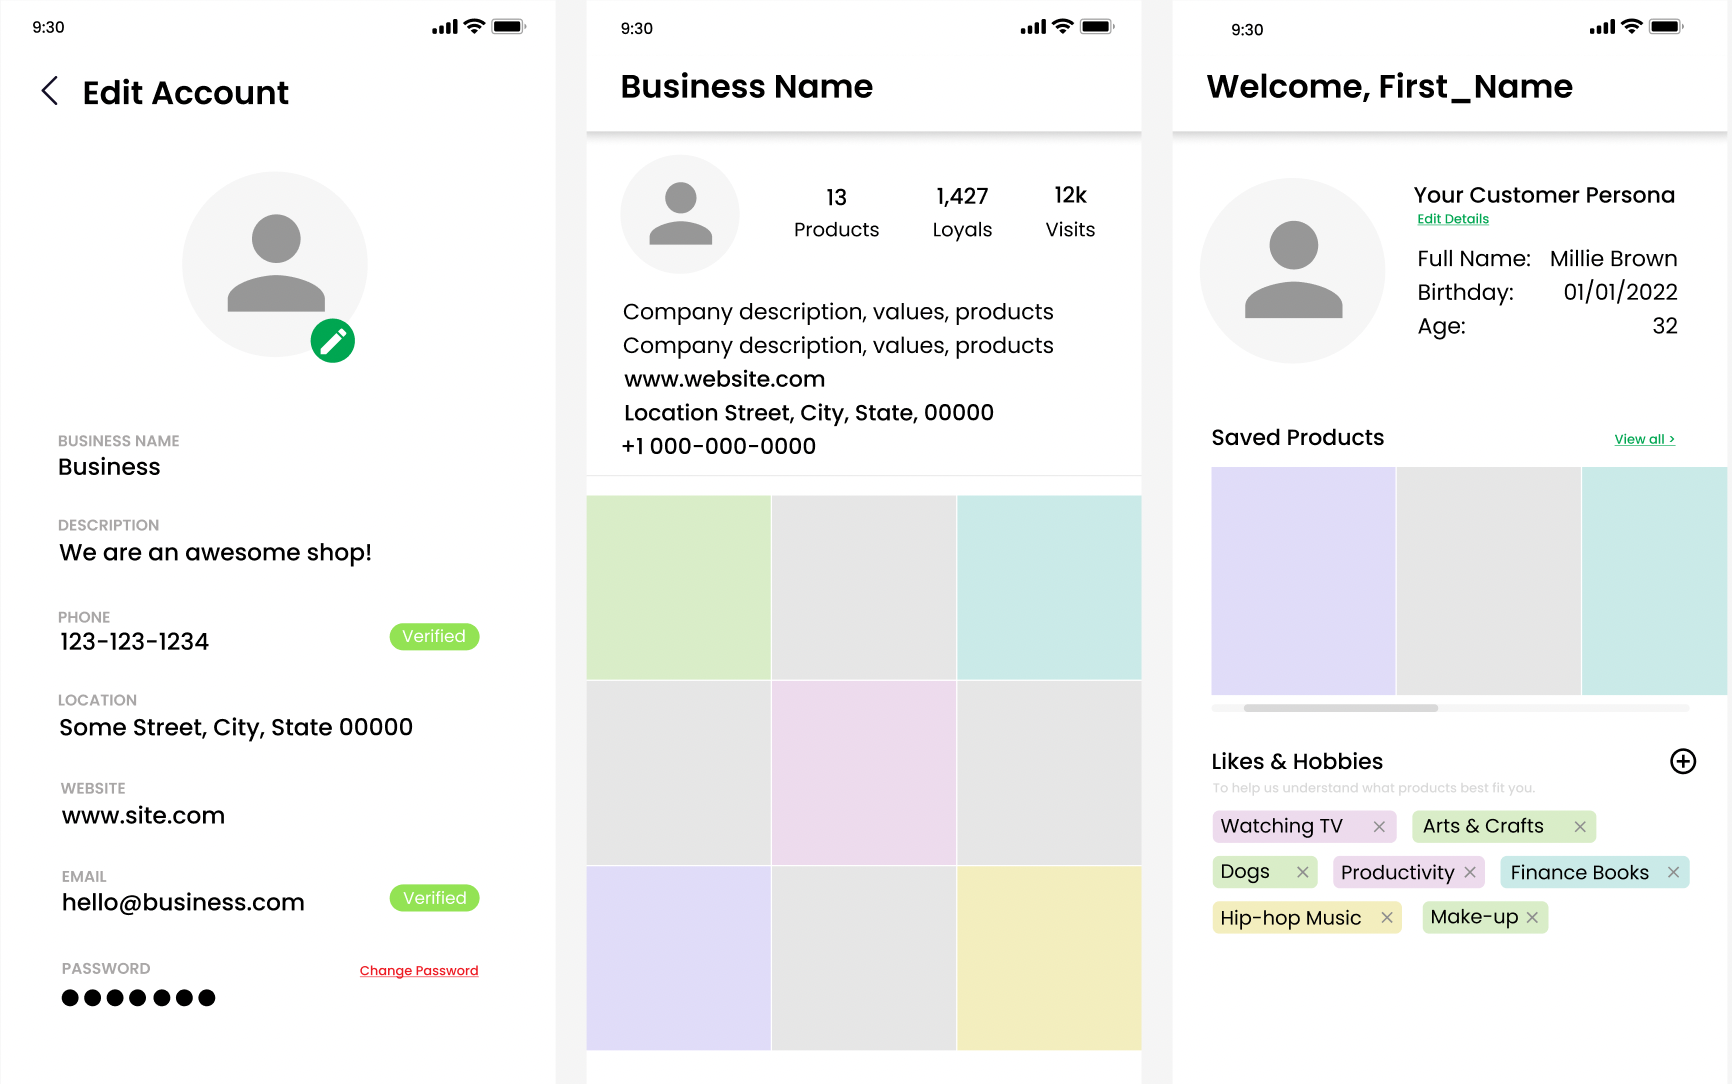 9:30
Edit Account
BUSINESS NAME
Business
DESCRIPTION
We are an awesome shop!
PHONE
123-123-1234
Verified
LOCATION
Some Street, City, State 00000
WEBSITE
www.site.com
EMAIL
hello@business.com
Verified
PASSWORD
Change Password
9:30
Business Name
13
Products
1,427
Loyals
12k
Visits
Company description, values, products
Company description, values, products
www.website.com
Location Street, City, State, 00000
+1 000-000-0000
9:30
Welcome, First_Name
Your Customer Persona
Edit Details
Full Name: Millie Brown
Birthday: 01/01/2022
Age: 32
Saved Products
View all >
Likes & Hobbies
To help us understand what products best fit you.
Watching TV
Arts & Crafts
Dogs
Productivity
Finance Books
Hip-hop Music
Make-up